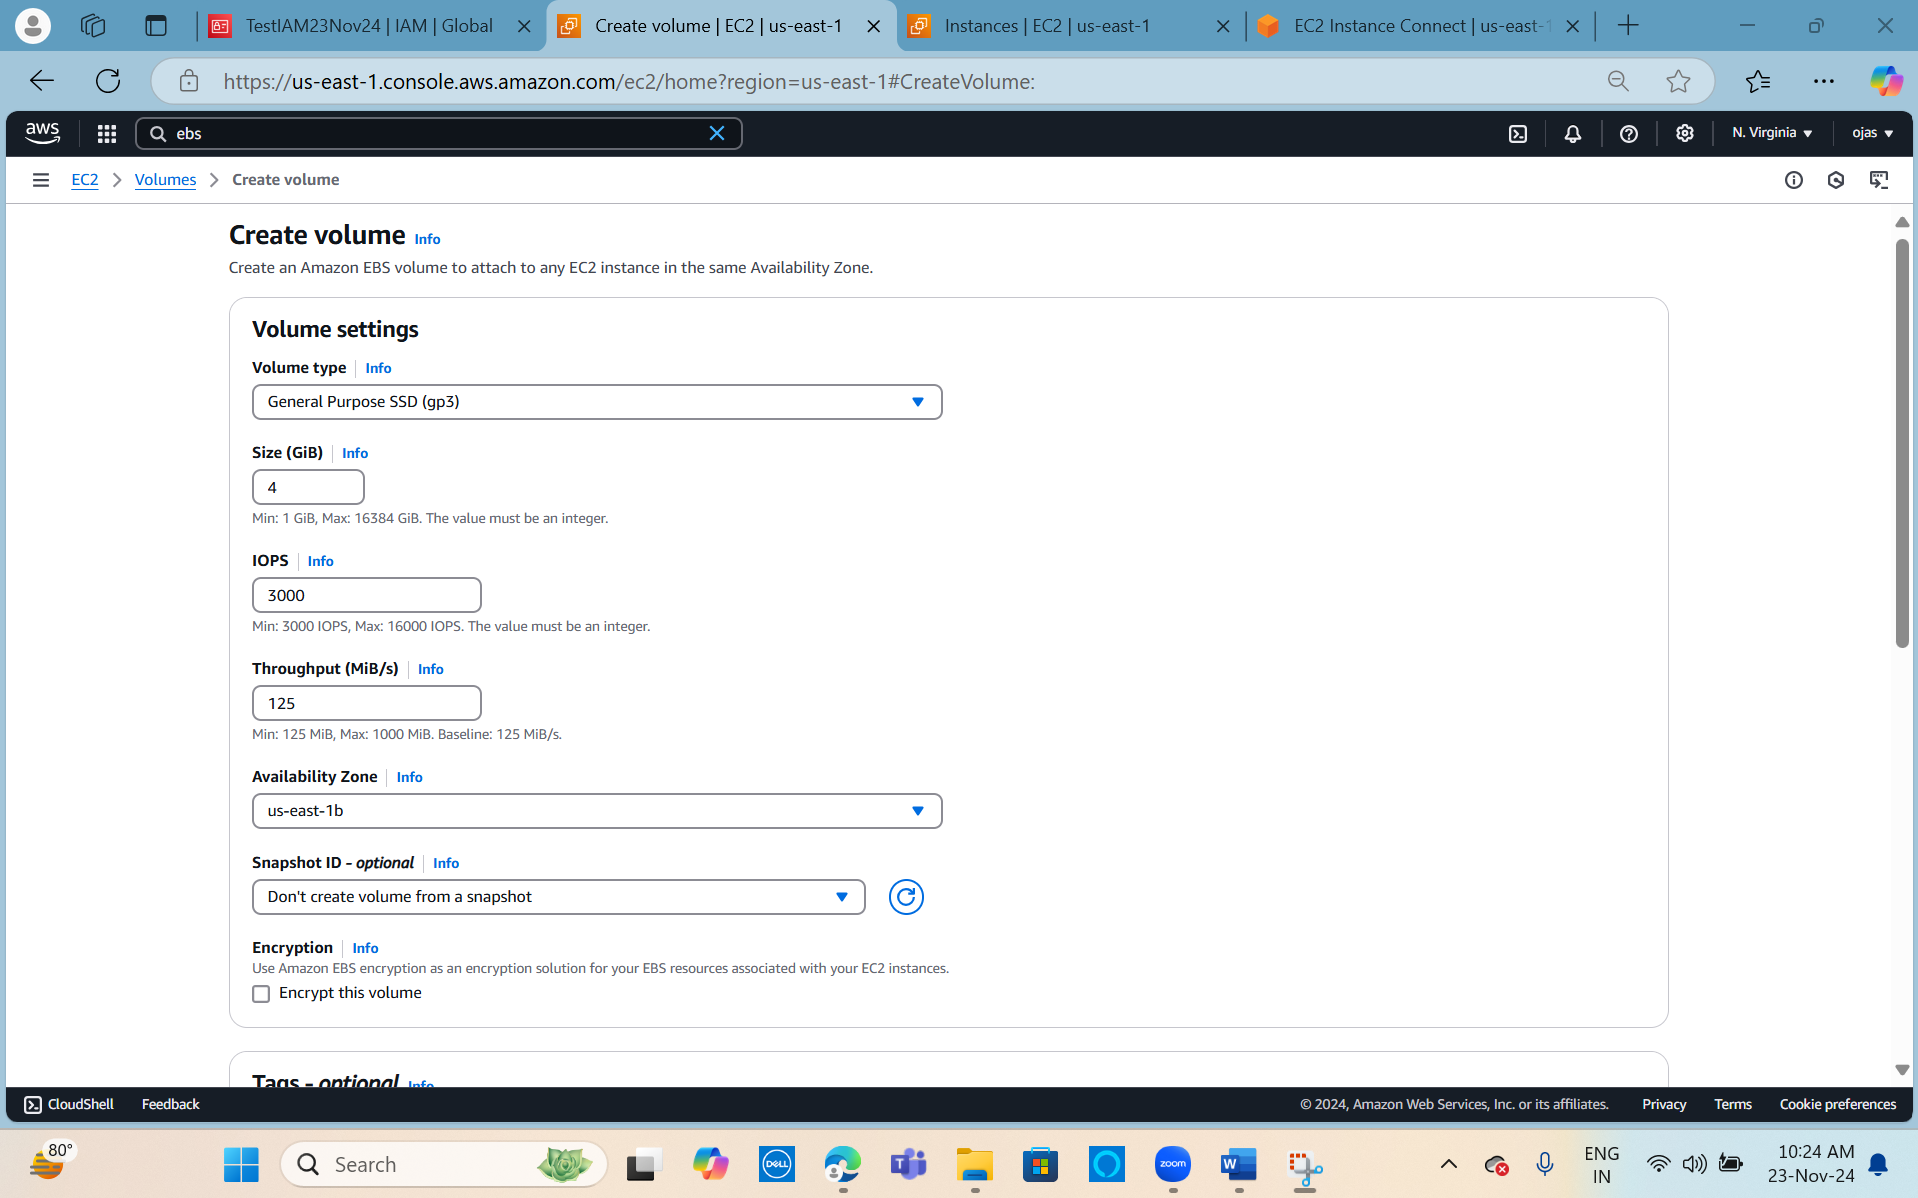 TestIAM23Nov24 | IAM | Global
Create volume | EC2 | us-east-1
Instances | EC2 | us-east-1
EC2 Instance Connect | us-east-1
https://us-east-1.console.aws.amazon.com/ec2/home?region=us-east-1#CreateVolume:
aws
ebs
N. Virginia
ojas
EC2
Volumes
Create volume
Create volume Info
Create an Amazon EBS volume to attach to any EC2 instance in the same Availability Zone.
Volume settings
Volume type Info
General Purpose SSD (gp3)
Size (GiB) Info
4
Min: 1 GiB, Max: 16384 GiB. The value must be an integer.
IOPS Info
3000
Min: 3000 IOPS, Max: 16000 IOPS. The value must be an integer.
Throughput (MiB/s) Info
125
Min: 125 MiB, Max: 1000 MiB. Baseline: 125 MiB/s.
Availability Zone Info
us-east-1b
Snapshot ID - optional Info
Don't create volume from a snapshot
Encryption Info
Use Amazon EBS encryption as an encryption solution for your EBS resources associated with your EC2 instances.
Encrypt this volume
Tags - optional Info
CloudShell
Feedback
© 2024, Amazon Web Services, Inc. or its affiliates.
Privacy
Terms
Cookie preferences
80°
Search
DELL
zoom
ENG
IN
10:24 AM
23-Nov-24